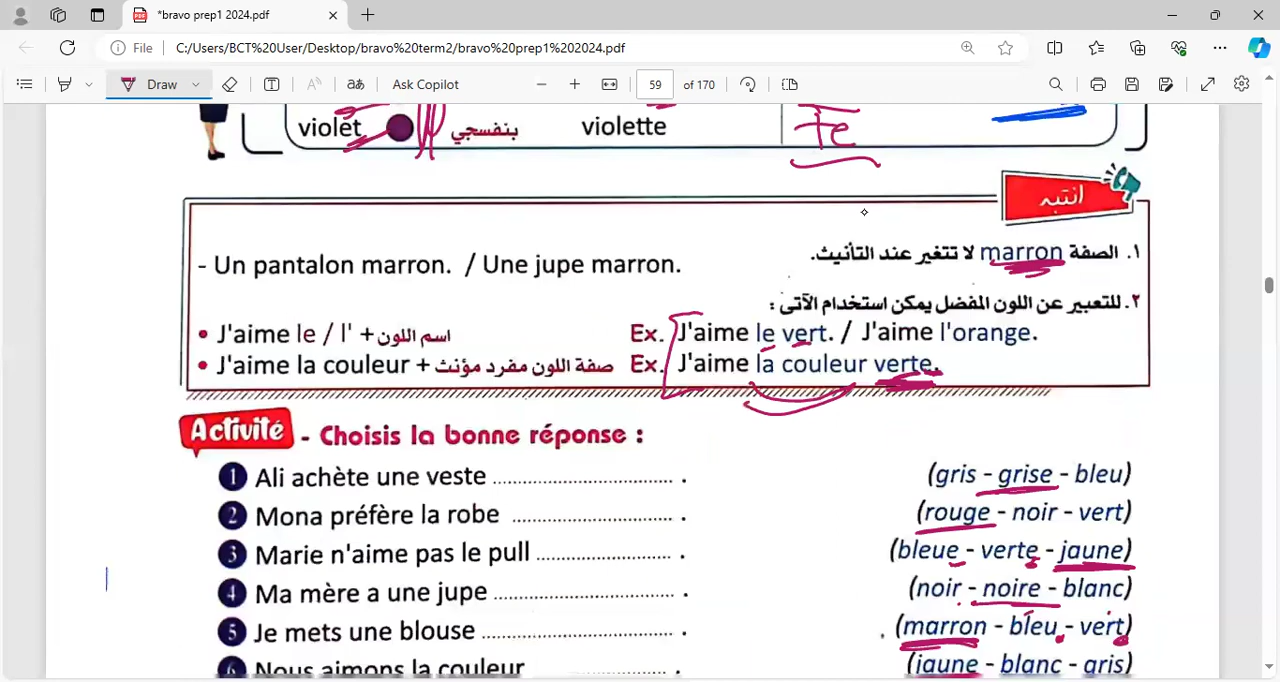 *bravo prep1 2024.pdf
File C:/Users/BCT%20User/Desktop/bravo%20term2/bravo%20prep1%202024.pdf
Draw Ask Copilot 59 of 170
violet بنفسجي violette te
انتبه
١. الصفة marron لا تتغير عند التأنيث.
- Un pantalon marron. / Une jupe marron.
٢. للتعبير عن اللون المفضل يمكن استخدام الآتى :
• J'aime le / l' + اسم اللون Ex. J'aime le vert. / J'aime l'orange.
• J'aime la couleur + صفة اللون مفرد مؤنث Ex. J'aime la couleur verte.
Activité - Choisis la bonne réponse :
1 Ali achète une veste .................................... . (gris - grise - bleu)
2 Mona préfère la robe ................................ . (rouge - noir - vert)
3 Marie n'aime pas le pull ........................... . (bleue - verte - jaune)
4 Ma mère a une jupe .................................... . (noir - noire - blanc)
5 Je mets une blouse ...................................... . (marron - bleu - vert)
6 Nous aimons la couleur . (jaune - blanc - gris)